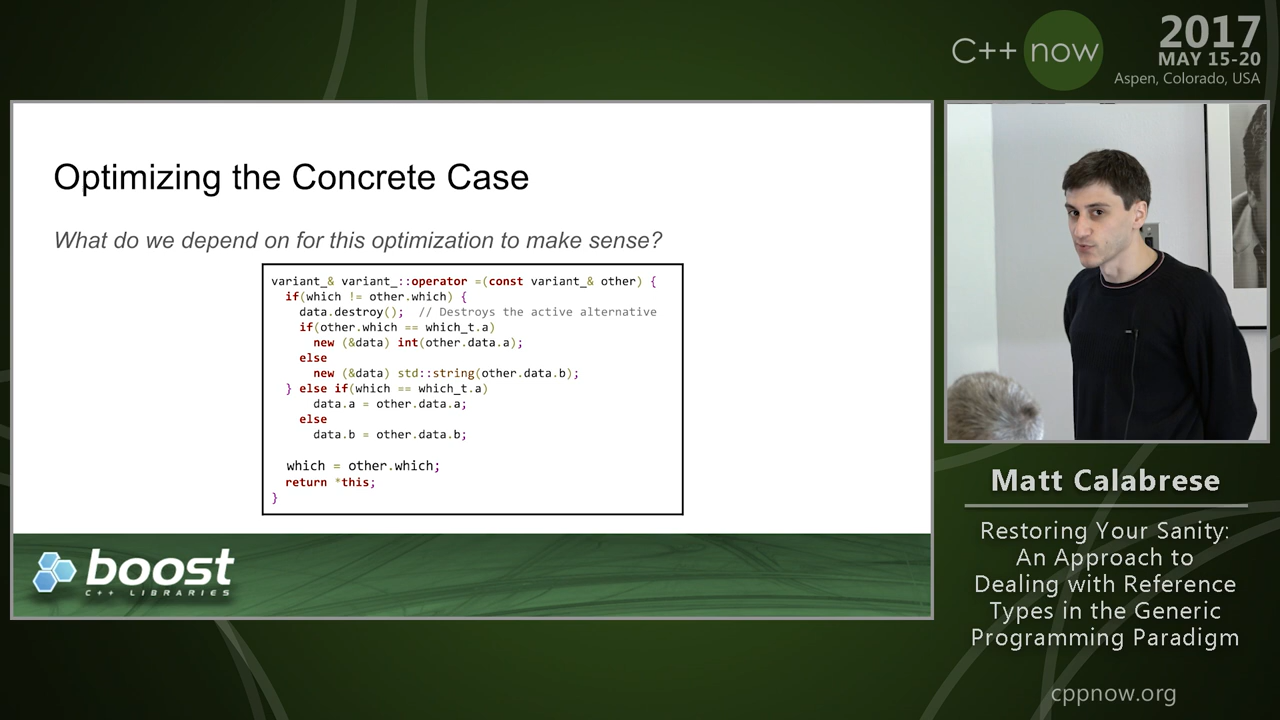 C++ now
2017
MAY 15-20
Aspen, Colorado, USA
Optimizing the Concrete Case
What do we depend on for this optimization to make sense?
variant_& variant_::operator =(const variant_& other) {
if(which != other.which) {
data.destroy(); // Destroys the active alternative
if(other.which == which_t.a)
new (&data) int(other.data.a);
else
new (&data) std::string(other.data.b);
} else if(which == which_t.a)
data.a = other.data.a;
else
data.b = other.data.b;
which = other.which;
return *this;
}
boost
C++ LIBRARIES
Matt Calabrese
Restoring Your Sanity:
An Approach to
Dealing with Reference
Types in the Generic
Programming Paradigm
cppnow.org